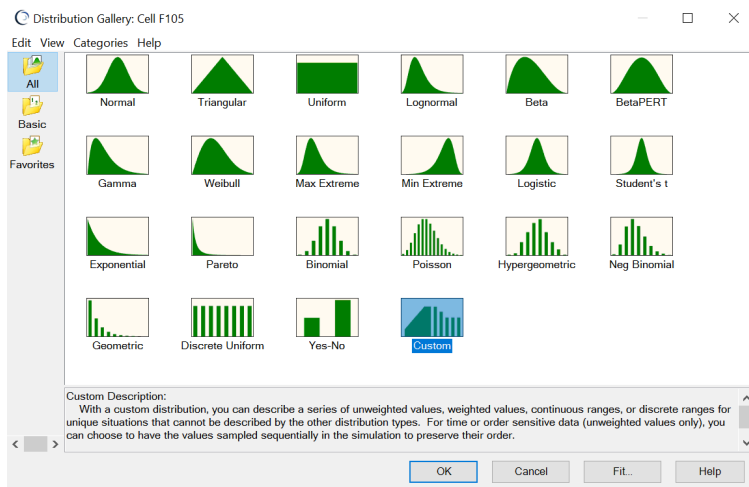 Distribution Gallery: Cell F105
Edit View Categories Help
All
Basic
Favorites
Normal Triangular Uniform Lognormal Beta BetaPERT
Gamma Weibull Max Extreme Min Extreme Logistic Student's t
Exponential Pareto Binomial Poisson Hypergeometric Neg Binomial
Geometric Discrete Uniform Yes-No Custom
Custom Description:
With a custom distribution, you can describe a series of unweighted values, weighted values, continuous ranges, or discrete ranges for
unique situations that cannot be described by the other distribution types. For time or order sensitive data (unweighted values only), you
can choose to have the values sampled sequentially in the simulation to preserve their order.
OK Cancel Fit... Help